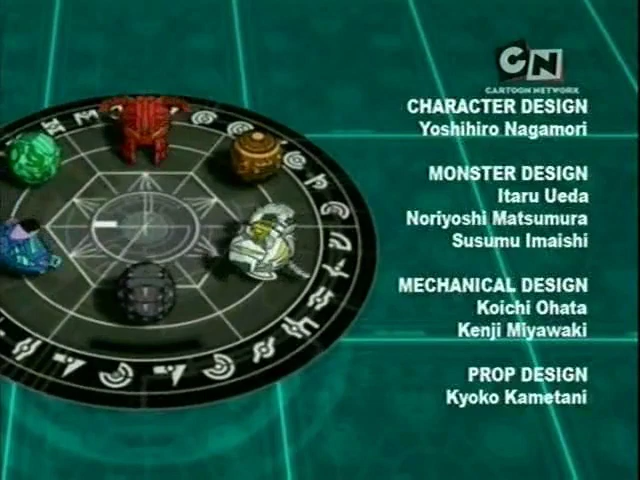 CN
CARTOON NETWORK
CHARACTER DESIGN
Yoshihiro Nagamori
MONSTER DESIGN
Itaru Ueda
Noriyoshi Matsumura
Susumu Imaishi
MECHANICAL DESIGN
Koichi Ohata
Kenji Miyawaki
PROP DESIGN
Kyoko Kametani